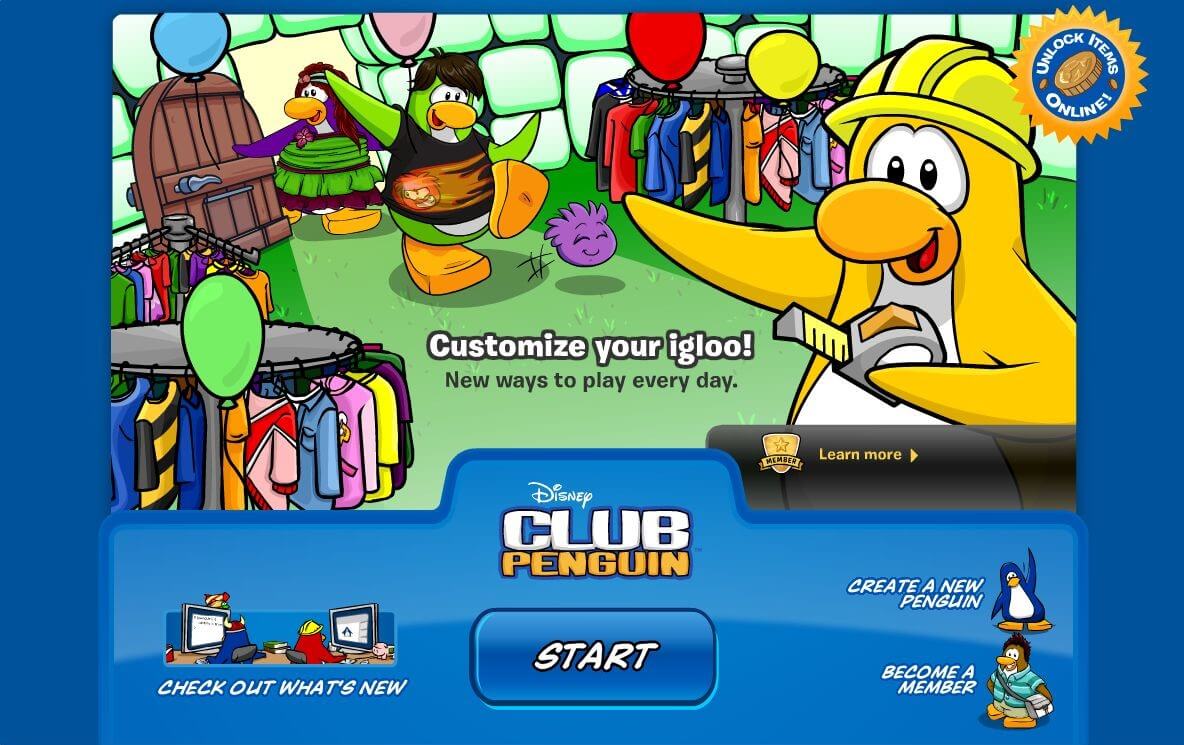 UNLOCK ITEMS
ONLINE!
Customize your igloo!
New ways to play every day.
MEMBER
Learn more
Disney
CLUB
PENGUIN
CREATE A NEW
PENGUIN
START
BECOME A
MEMBER
CHECK OUT WHAT'S NEW